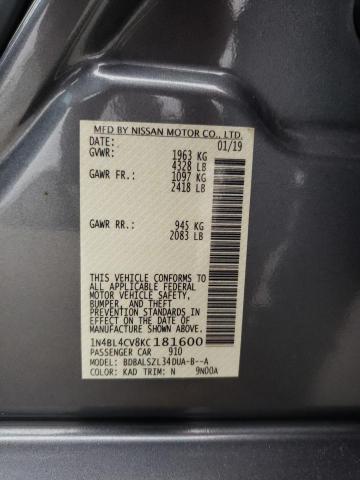 MFD BY NISSAN MOTOR CO., LTD.
DATE: 01/19
GVWR: 1963 KG
4328 LB
GAWR FR: 1097 KG
2418 LB
GAWR RR: 945 KG
2083 LB
THIS VEHICLE CONFORMS TO
ALL APPLICABLE FEDERAL
MOTOR VEHICLE SAFETY,
BUMPER, AND THEFT
PREVENTION STANDARDS
IN EFFECT ON THE DATE OF
MANUFACTURE SHOWN ABOVE.
1N4BL4CV8KC 181600
PASSENGER CAR 910
MODEL: BDBALSZL34DUA-B--A
COLOR: KAD TRIM: N 9N00A